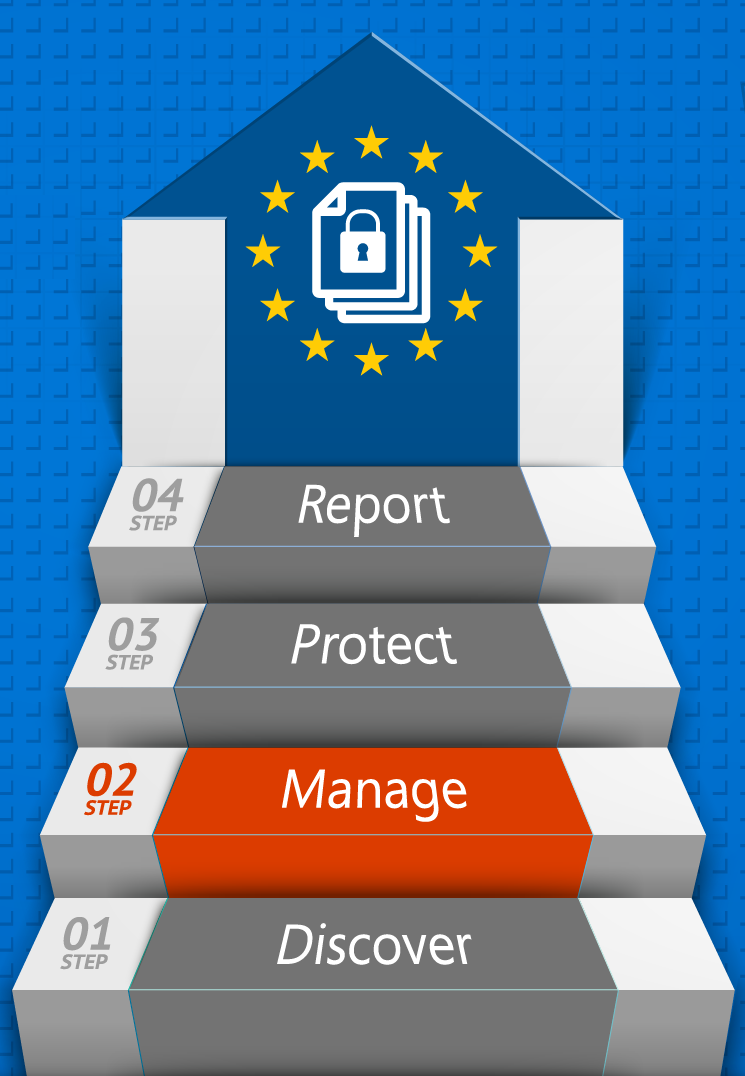 04
STEP
Report
03
STEP
Protect
02
STEP
Manage
01
STEP
Discover